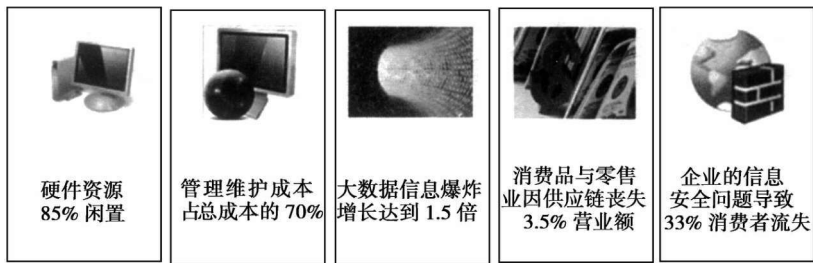 硬件资源
85% 闲置
管理维护成本
占总成本的 70%
大数据信息爆炸
增长达到 1.5 倍
消费品与零售
业因供应链丧失
3.5% 营业额
企业的信息
安全问题导致
33% 消费者流失